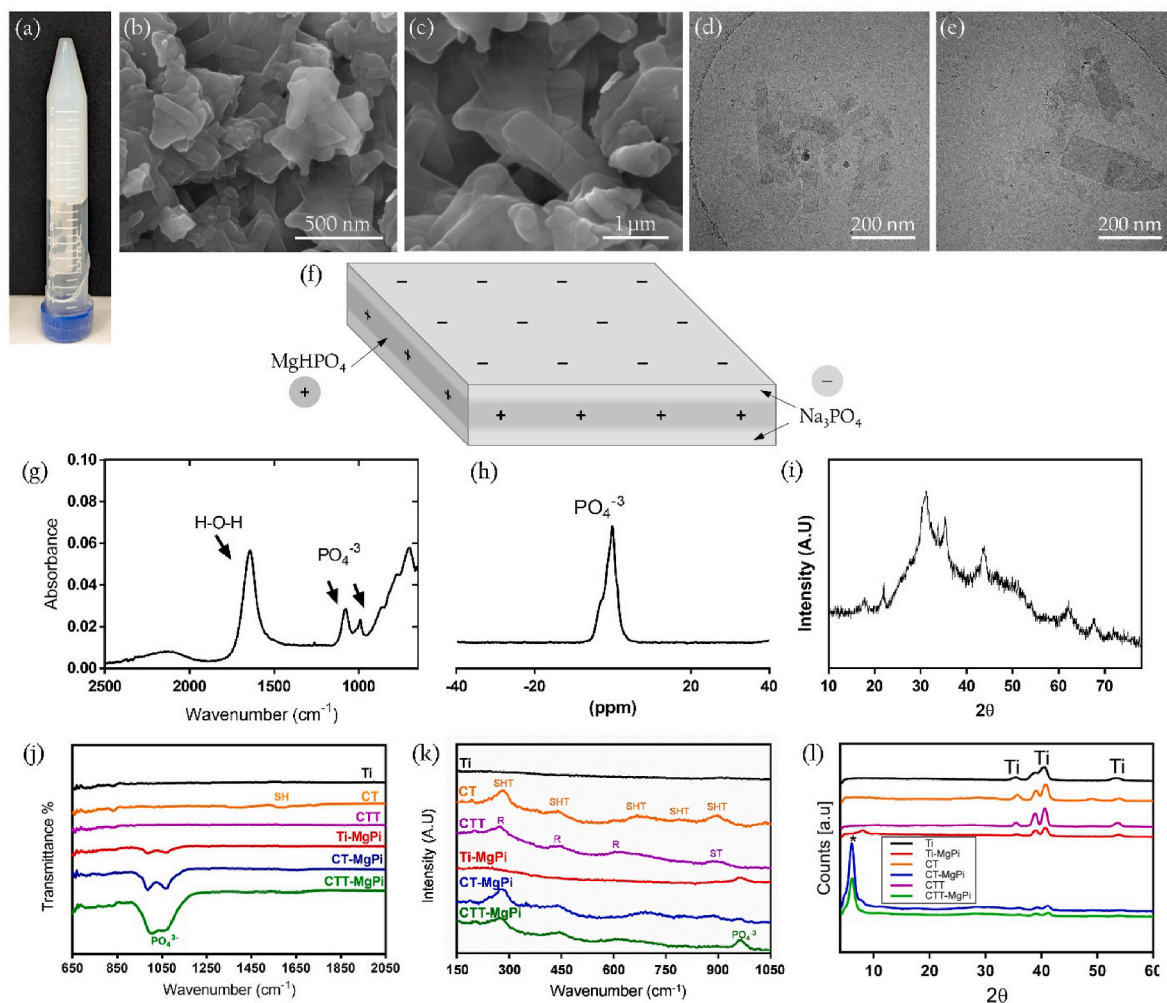 (a)
(b)
500 nm
(c)
1 µm
(d)
200 nm
(e)
200 nm
(f)
MgHPO4
+
−
Na3PO4
(g)
0.10
0.08
0.06
0.04
0.02
0.00
Absorbance
H-O-H
PO4-3
2500 2000 1500 1000
Wavenumber (cm-1)
(h)
PO4-3
-40 -20 0 20 40
(ppm)
(i)
Intensity (A.U)
10 20 30 40 50 60 70
2θ
(j)
Transmittance %
Ti
SH
CT
CTT
Ti-MgPi
CT-MgPi
CTT-MgPi
PO43-
650 850 1050 1250 1450 1650 1850 2050
Wavenumber (cm-1)
(k)
Intensity (A.U)
Ti
CT
SHT
SHT
SHT
SHT
SHT
CTT
R
R
R
ST
Ti-MgPi
CT-MgPi
CTT-MgPi
PO4-3
150 300 450 600 750 900 1050
Wavenumber (cm-1)
(l)
Counts [a.u]
Ti Ti Ti
*
Ti
Ti-MgPi
CT
CT-MgPi
CTT
CTT-MgPi
10 20 30 40 50 60
2θ